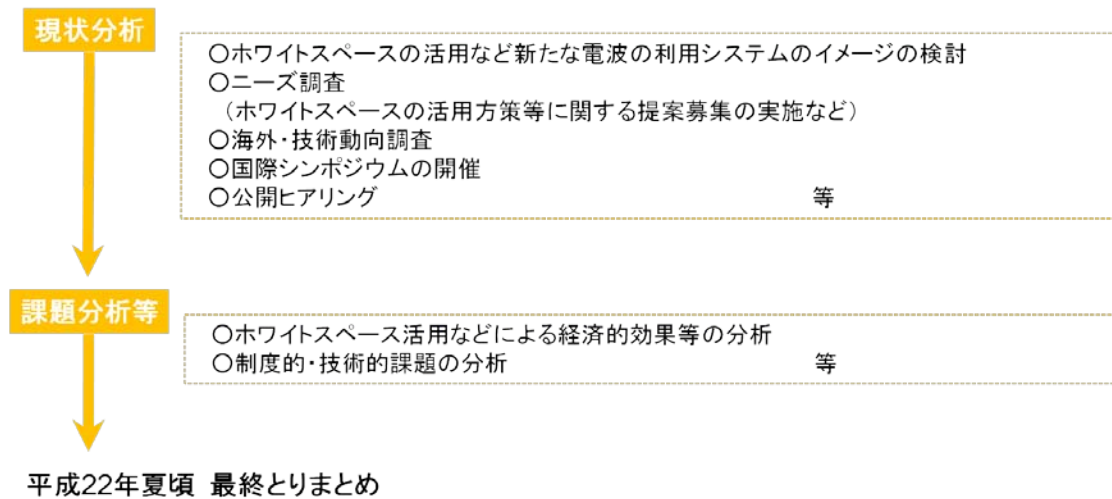 現状分析
○ホワイトスペースの活用など新たな電波の利用システムのイメージの検討
○ニーズ調査
（ホワイトスペースの活用方策等に関する提案募集の実施など）
○海外・技術動向調査
○国際シンポジウムの開催
○公開ヒアリング 等
課題分析等
○ホワイトスペース活用などによる経済的効果等の分析
○制度的・技術的課題の分析 等
平成22年夏頃 最終とりまとめ